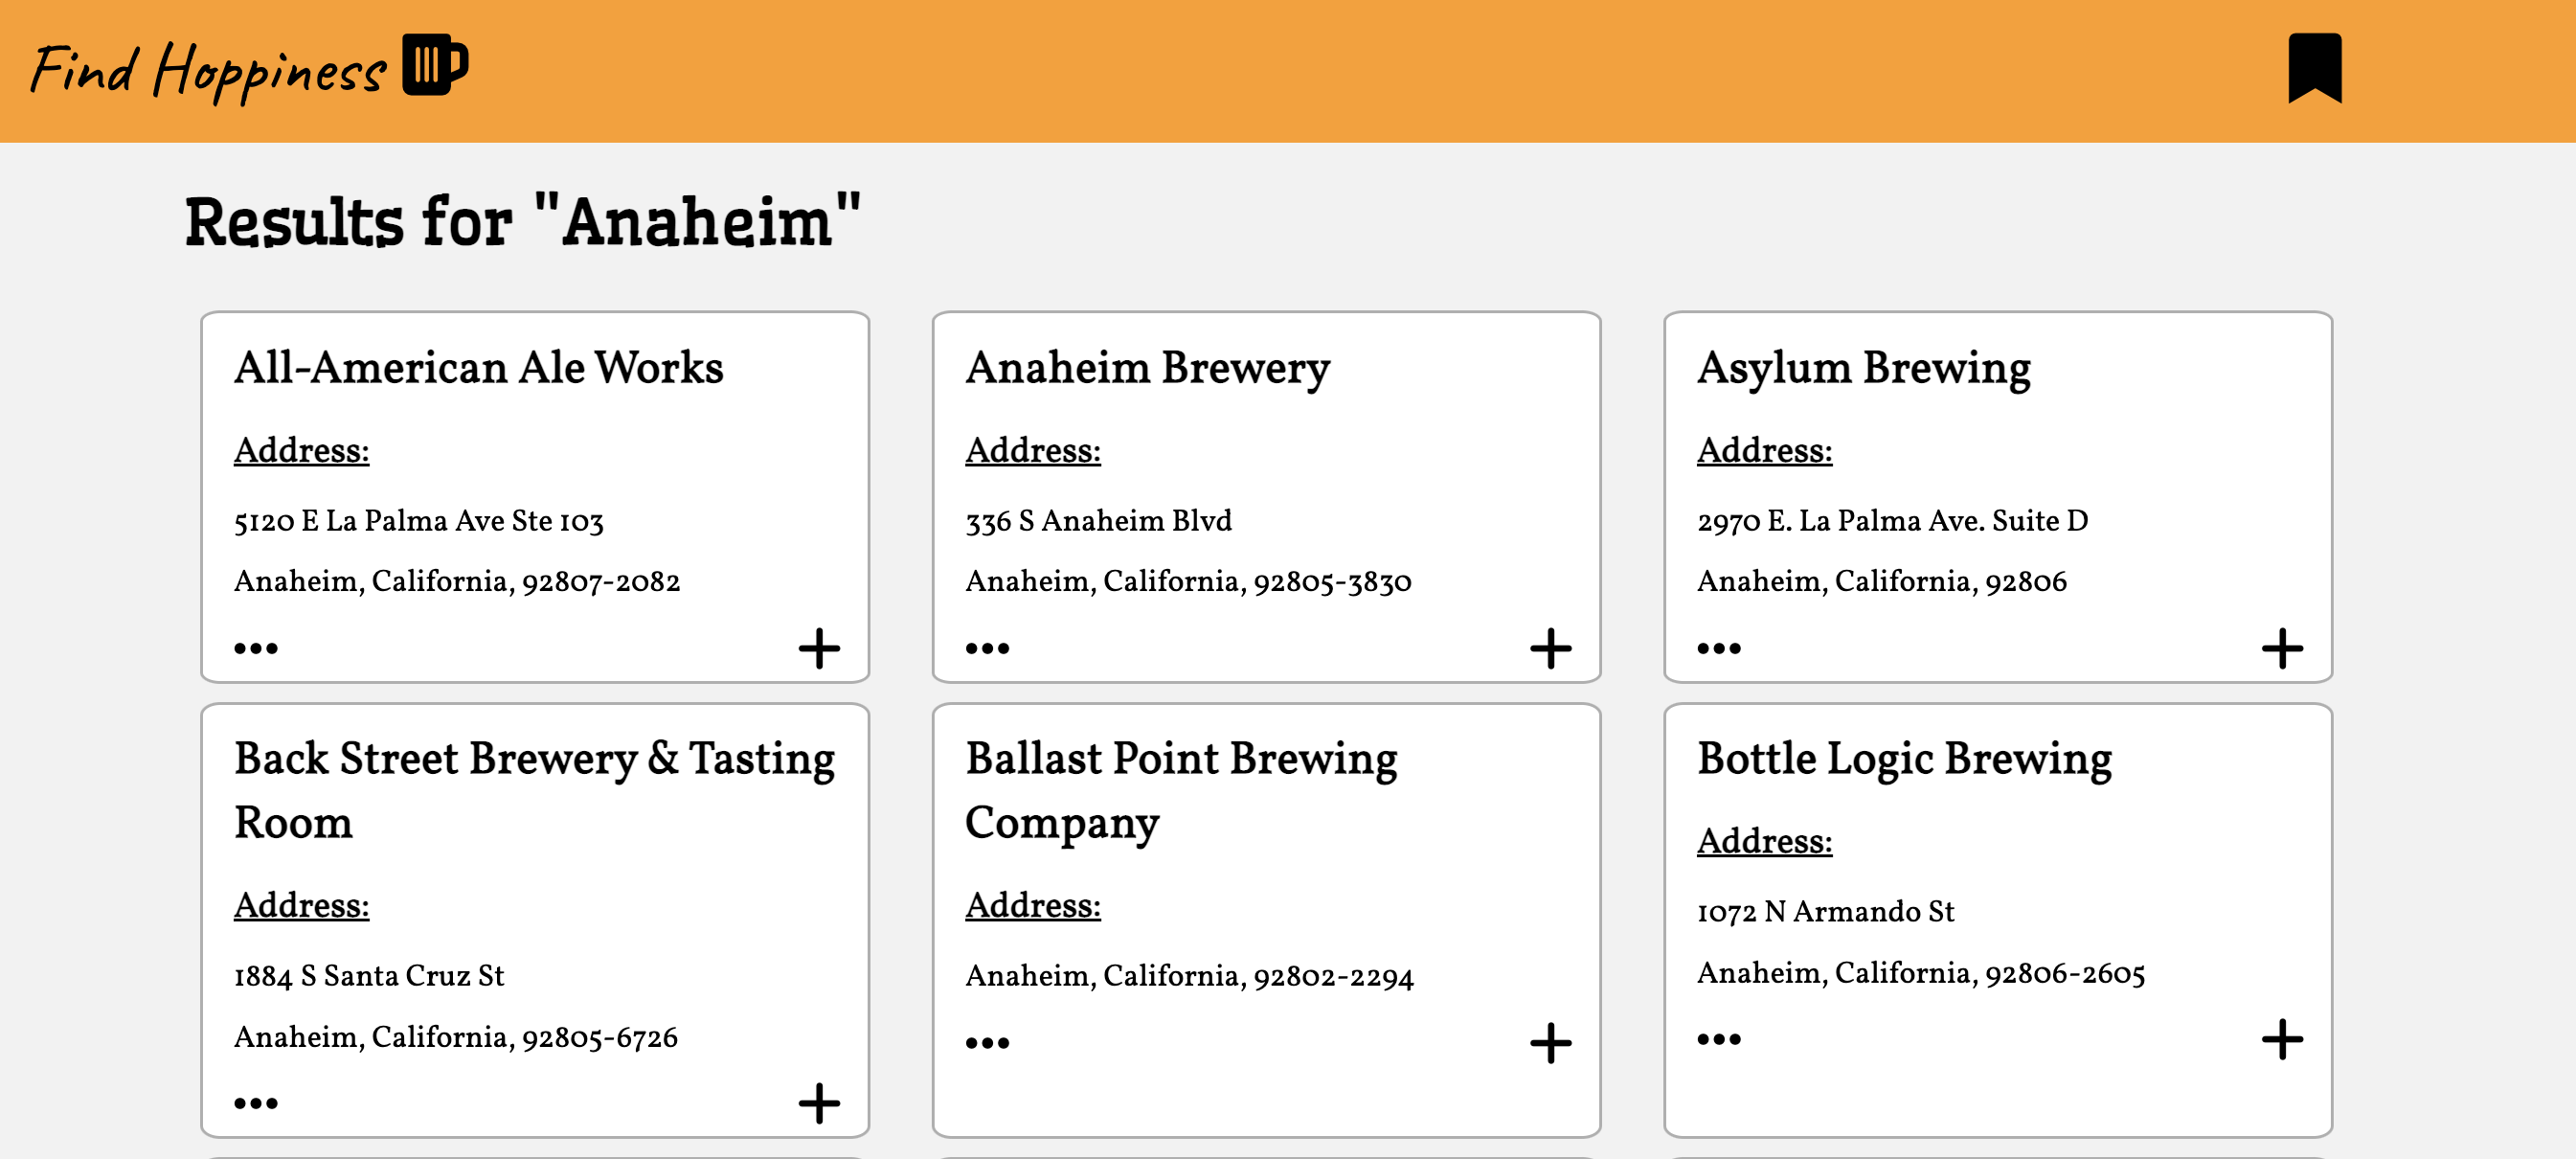 Find Hoppiness
Results for "Anaheim"
All-American Ale Works
Address:
5120 E La Palma Ave Ste 103
Anaheim, California, 92807-2082
Anaheim Brewery
Address:
336 S Anaheim Blvd
Anaheim, California, 92805-3830
Asylum Brewing
Address:
2970 E. La Palma Ave. Suite D
Anaheim, California, 92806
Back Street Brewery & Tasting
Room
Address:
1884 S Santa Cruz St
Anaheim, California, 92805-6726
Ballast Point Brewing
Company
Address:
Anaheim, California, 92802-2294
Bottle Logic Brewing
Address:
1072 N Armando St
Anaheim, California, 92806-2605